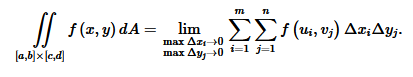 ∬_{[a,b]×[c,d]} f(x,y) dA = lim_{max Δx_i→0, max Δy_j→0} ∑_{i=1}^{m} ∑_{j=1}^{n} f(u_i, v_j) Δx_i Δy_j.